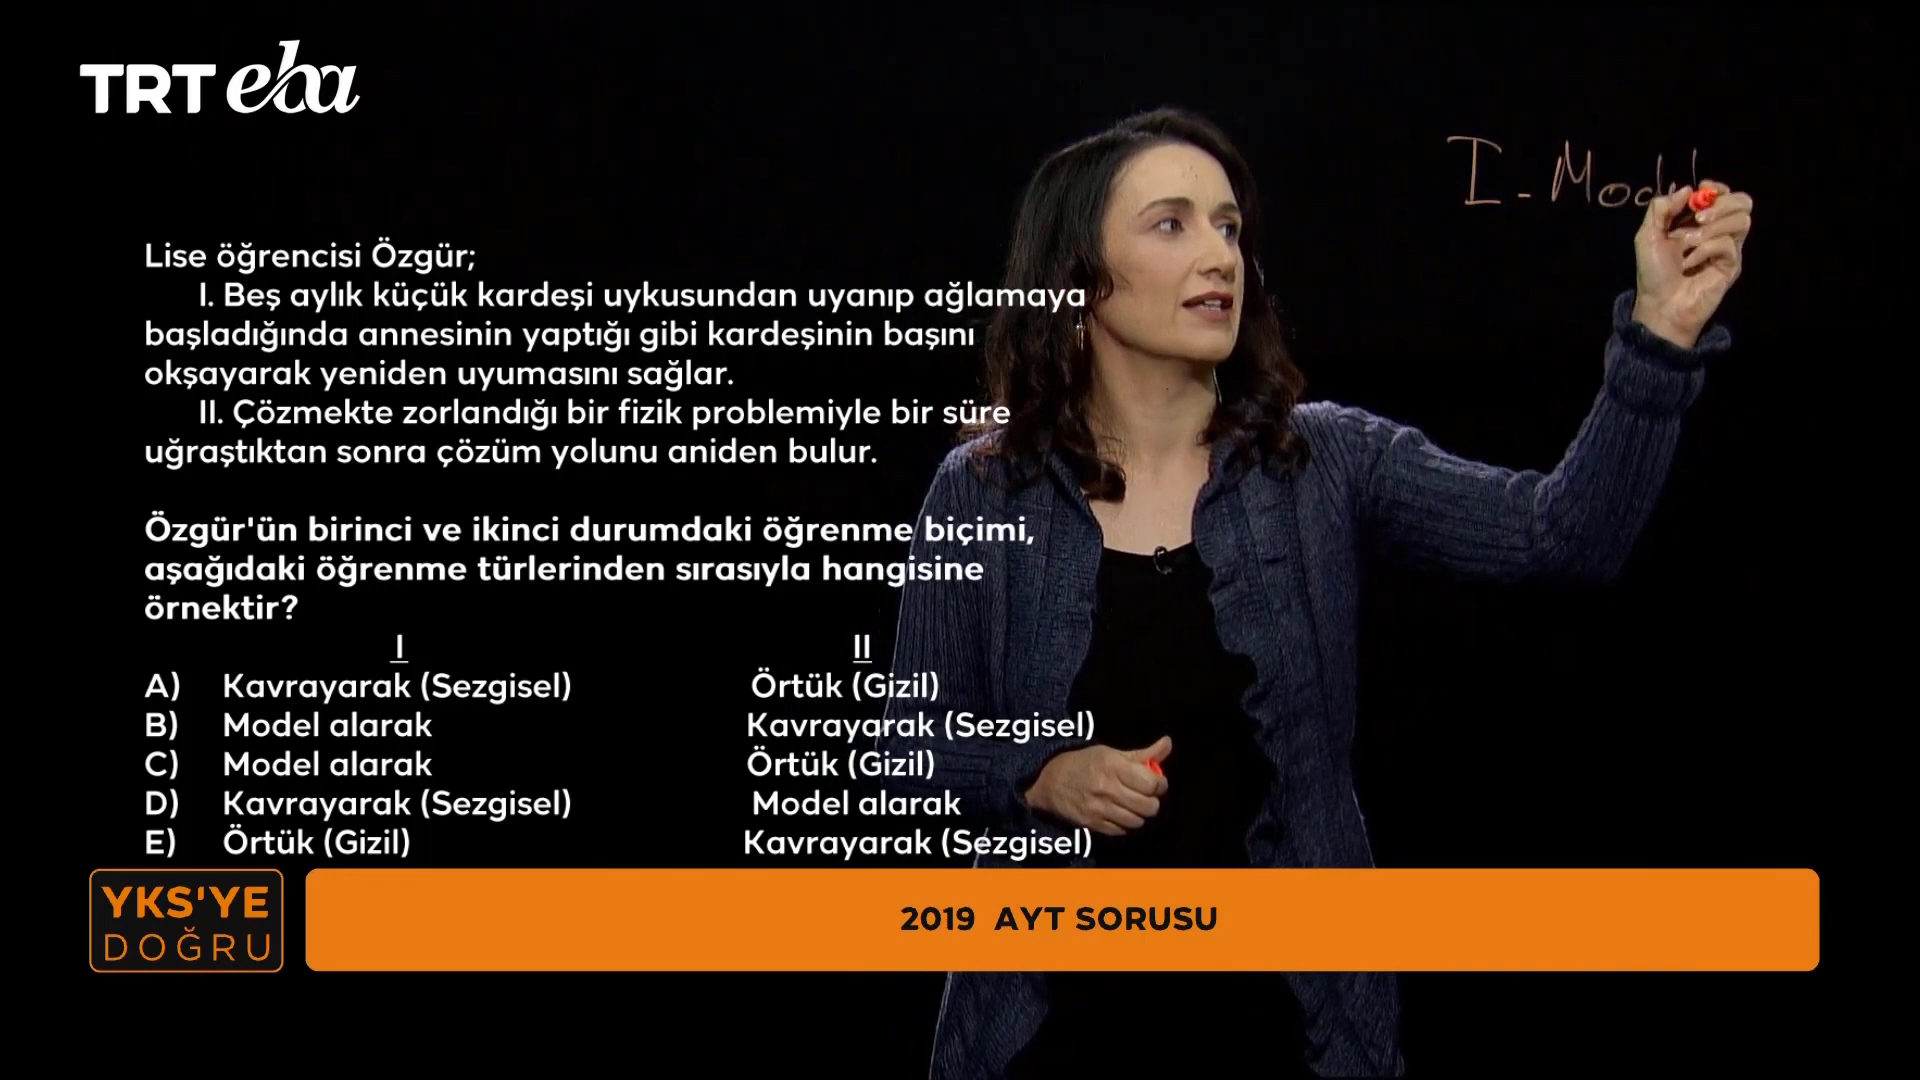 TRT eba
I - Model
Lise öğrencisi Özgür;
I. Beş aylık küçük kardeşi uykusundan uyanıp ağlamaya
başladığında annesinin yaptığı gibi kardeşinin başını
okşayarak yeniden uyumasını sağlar.
II. Çözmekte zorlandığı bir fizik problemiyle bir süre
uğraştıktan sonra çözüm yolunu aniden bulur.
Özgür'ün birinci ve ikinci durumdaki öğrenme biçimi,
aşağıdaki öğrenme türlerinden sırasıyla hangisine
örnektir?
I II
A) Kavrayarak (Sezgisel) Örtük (Gizil)
B) Model alarak Kavrayarak (Sezgisel)
C) Model alarak Örtük (Gizil)
D) Kavrayarak (Sezgisel) Model alarak
E) Örtük (Gizil) Kavrayarak (Sezgisel)
YKS'YE
DOĞRU
2019 AYT SORUSU